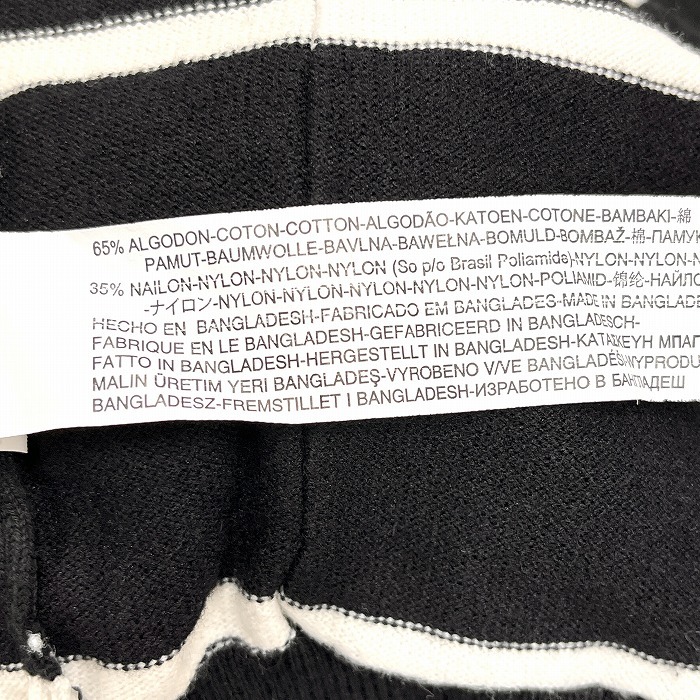 65% ALGODON-COTON-COTTON-ALGODÃO-KATOEN-COTONE-BAMBAKI-綿
PAMUT-BAUMWOLLE-BAVLNA-BAWEŁNA-BOMULD-BOMBAŽ-棉-ПАМУК
35% NAILON-NYLON-NYLON-NYLON (So p/o Brasil Poliamide)-NYLON-NYLON-N
-ナイロン-NYLON-NYLON-NYLON-NYLON-NYLON-POLIAMID-锦纶-НАЙЛО
HECHO EN BANGLADESH-FABRICADO EM BANGLADES-MADE IN BANGLADE
FABRIQUE EN LE BANGLADESH-GEFABRICEERD IN BANGLADESCH-
FATTO IN BANGLADESH-HERGESTELLT IN BANGLADESH-ΚΑΤΑΣΚΕΥΗ ΜΠΑΓ
MALIN ÜRETIM YERI BANGLADEŞ-VYROBENO V/VE BANGLADÉŠ-WYPRODU
BANGLADESZ-FREMSTILLET I BANGLADESH-ИЗРАБОТЕНО В БАНГЛАДЕШ